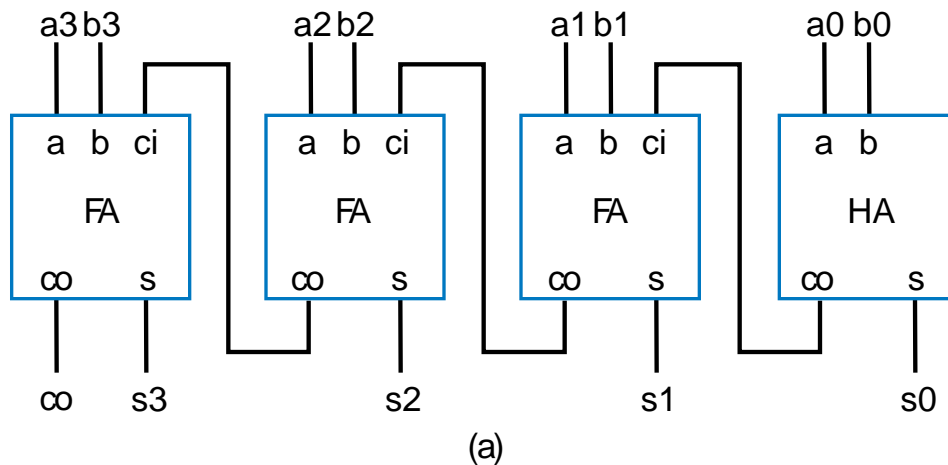 a3 b3 a2 b2 a1 b1 a0 b0
a b ci a b ci a b ci a b
FA FA FA HA
co s co s co s co s
co s3 s2 s1 s0
(a)